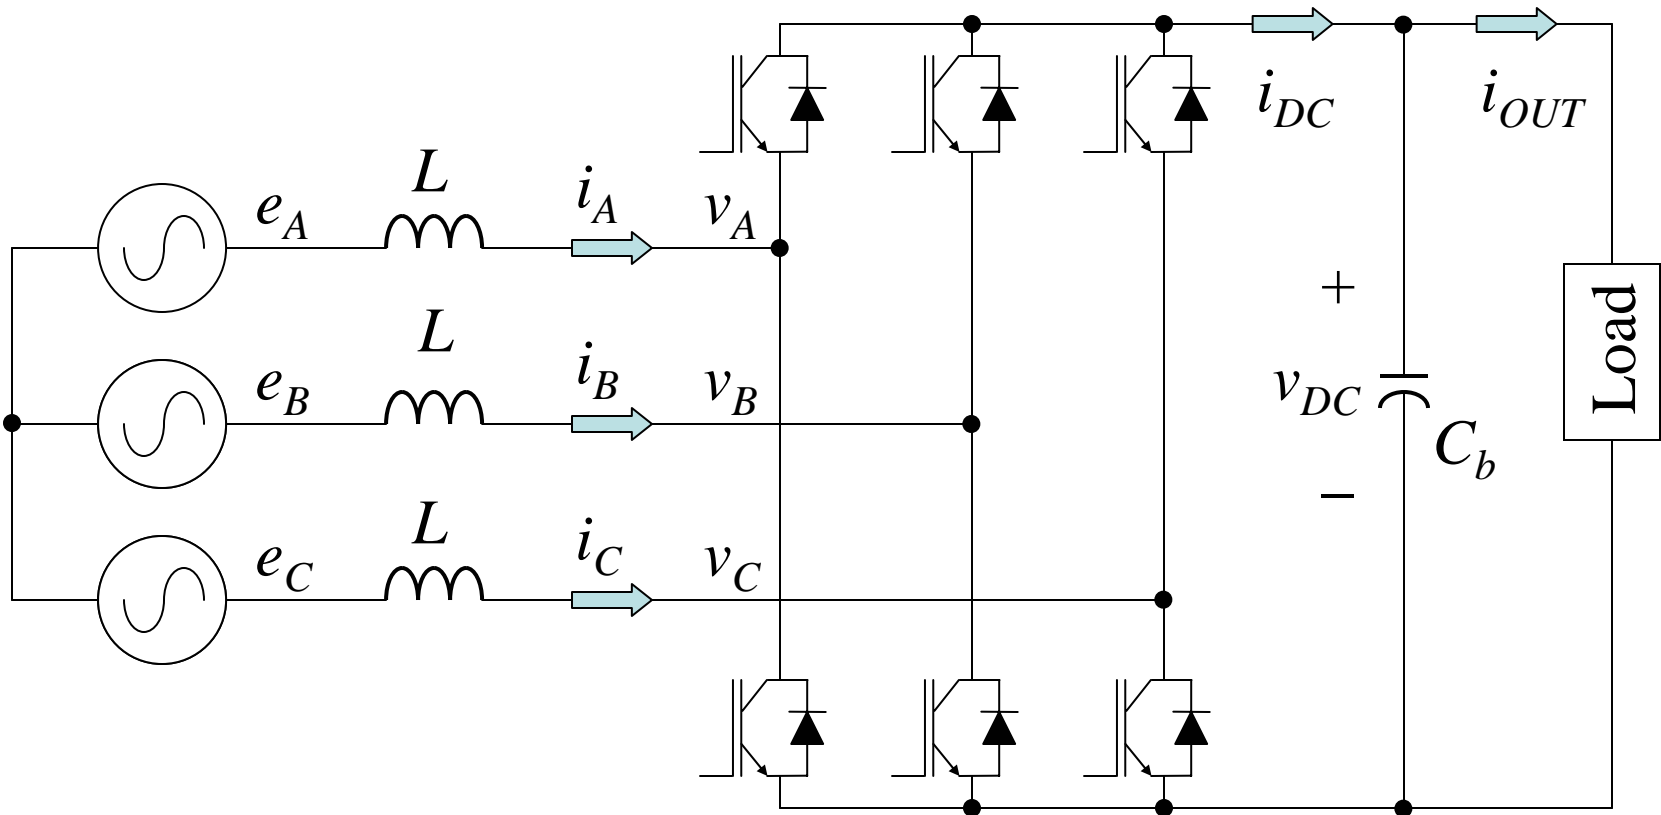 i_DC
i_OUT
L
e_A
i_A
v_A
L
e_B
i_B
v_B
L
e_C
i_C
v_C
+
v_DC
−
C_b
Load